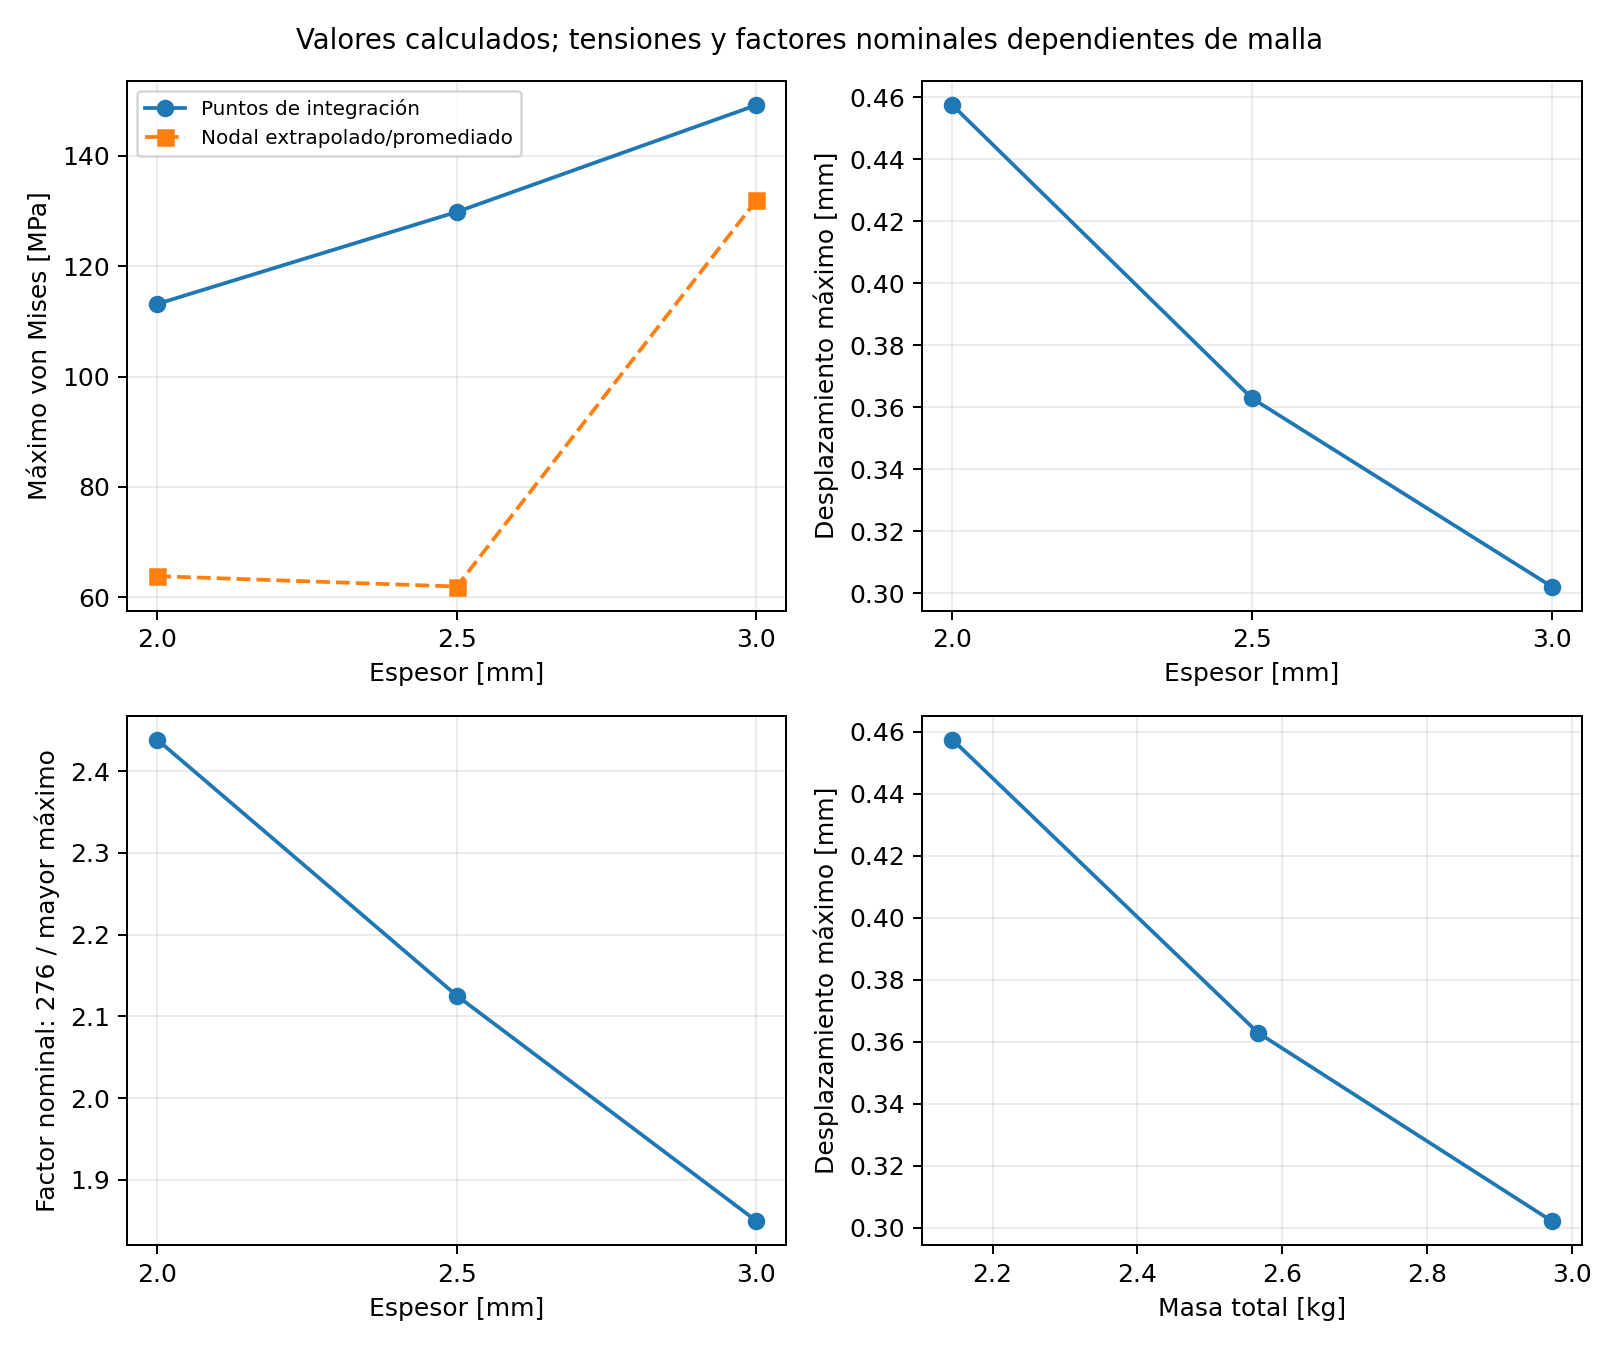 Valores calculados; tensiones y factores nominales dependientes de malla
Puntos de integración
Nodal extrapolado/promediado
Máximo von Mises [MPa]
140
120
100
80
60
2.0 2.5 3.0
Espesor [mm]
Desplazamiento máximo [mm]
0.46
0.44
0.42
0.40
0.38
0.36
0.34
0.32
0.30
2.0 2.5 3.0
Espesor [mm]
Factor nominal: 276 / mayor máximo
2.4
2.3
2.2
2.1
2.0
1.9
2.0 2.5 3.0
Espesor [mm]
Desplazamiento máximo [mm]
0.46
0.44
0.42
0.40
0.38
0.36
0.34
0.32
0.30
2.2 2.4 2.6 2.8 3.0
Masa total [kg]